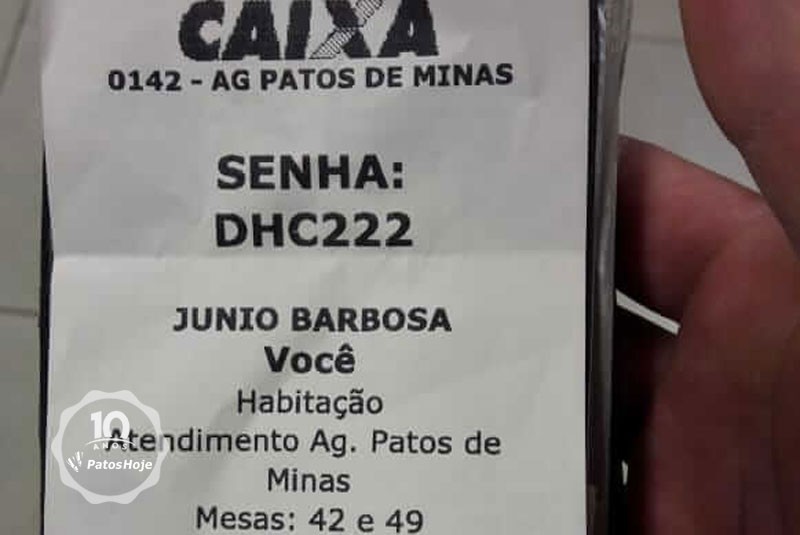 CAIXA
0142 - AG PATOS DE MINAS
SENHA:
DHC222
JUNIO BARBOSA
Você
Habitação
Atendimento Ag. Patos de
Minas
Mesas: 42 e 49
10
ANOS
PatosHoje